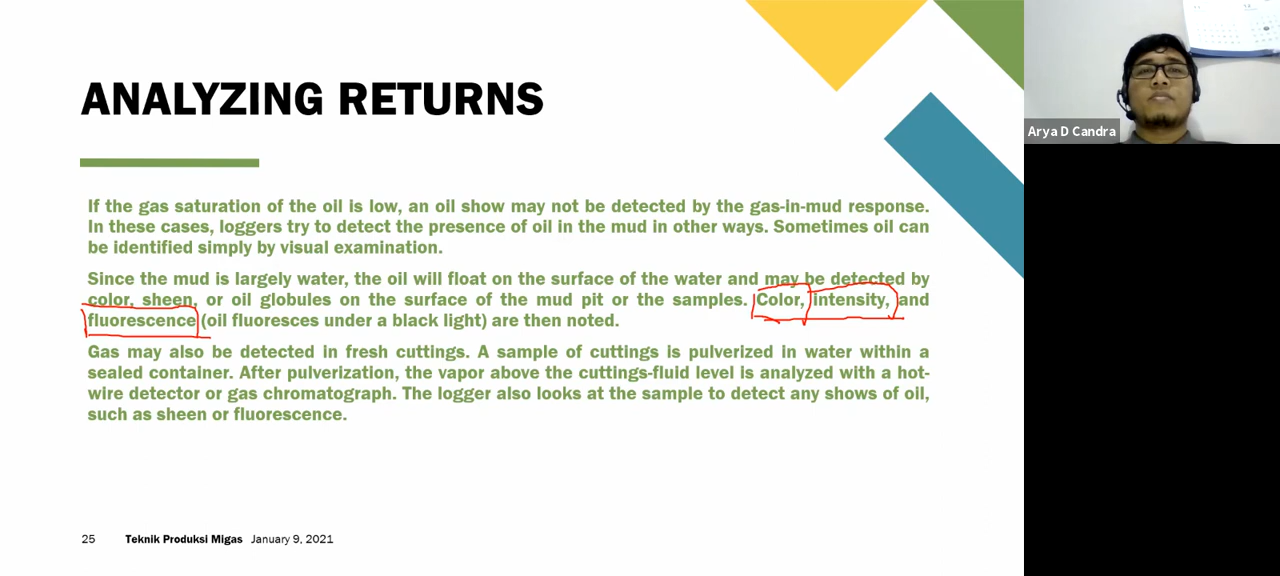 ANALYZING RETURNS
If the gas saturation of the oil is low, an oil show may not be detected by the gas-in-mud response.
In these cases, loggers try to detect the presence of oil in the mud in other ways. Sometimes oil can
be identified simply by visual examination.
Since the mud is largely water, the oil will float on the surface of the water and may be detected by
color, sheen, or oil globules on the surface of the mud pit or the samples. Color, intensity, and
fluorescence (oil fluoresces under a black light) are then noted.
Gas may also be detected in fresh cuttings. A sample of cuttings is pulverized in water within a
sealed container. After pulverization, the vapor above the cuttings-fluid level is analyzed with a hot-
wire detector or gas chromatograph. The logger also looks at the sample to detect any shows of oil,
such as sheen or fluorescence.
25 Teknik Produksi Migas January 9, 2021
Arya D Candra